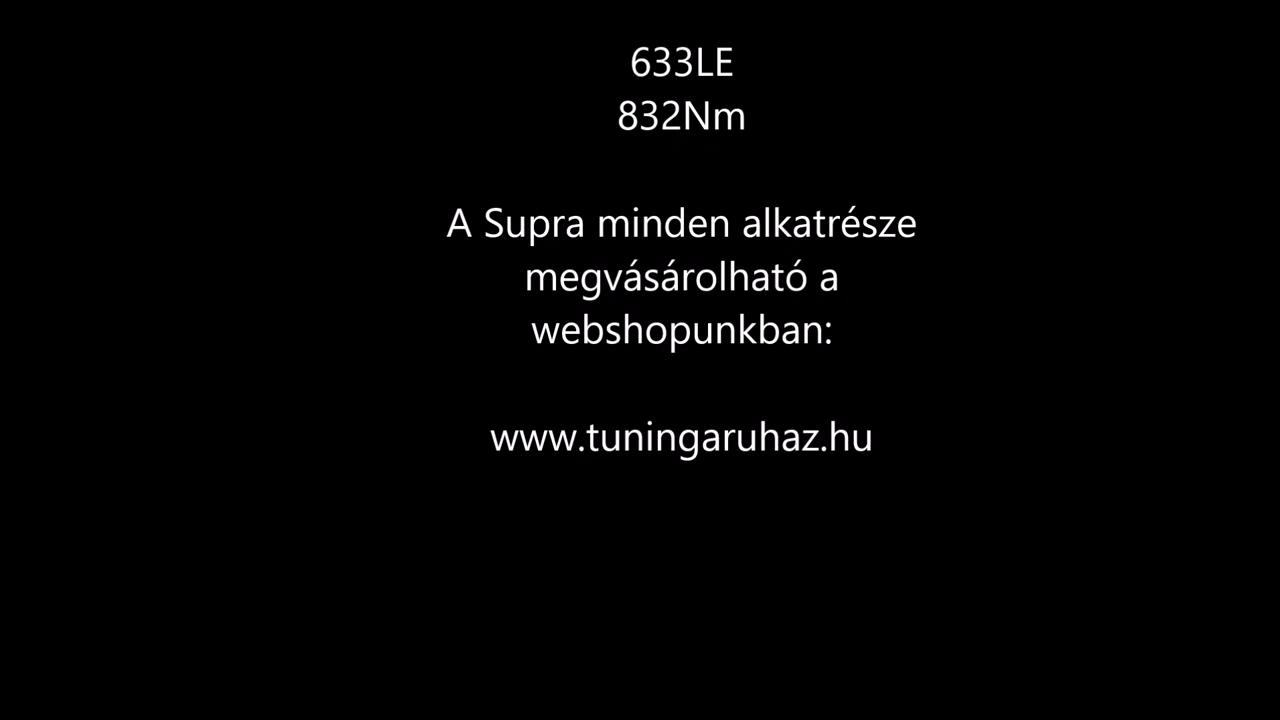 633LE
832Nm
A Supra minden alkatrésze
megvásárolható a
webshopunkban:
www.tuningaruhaz.hu